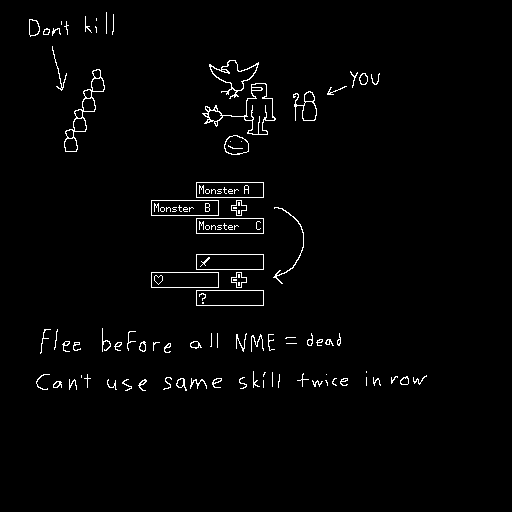 Don't kill
YOU
Monster A
Monster B
Monster C
?
Flee before all NME = dead
Can't use same skill twice in row